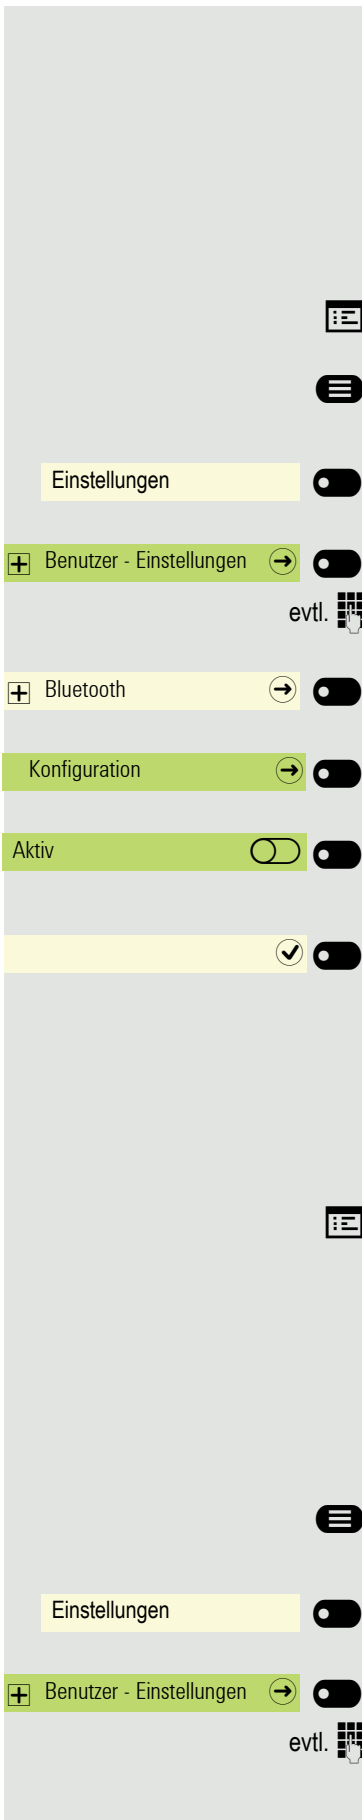 Einstellungen
Benutzer - Einstellungen
evtl.
Bluetooth
Konfiguration
Aktiv
Einstellungen
Benutzer - Einstellungen
evtl.